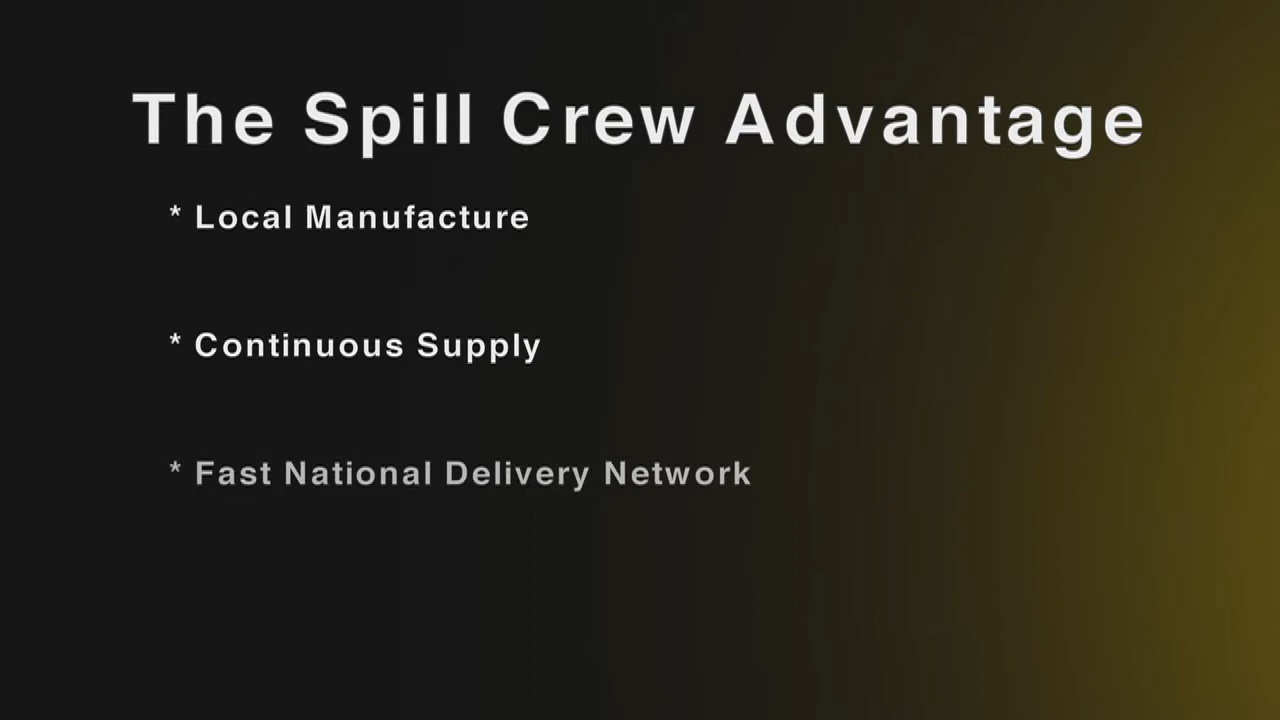 The Spill Crew Advantage
* Local Manufacture
* Continuous Supply
* Fast National Delivery Network